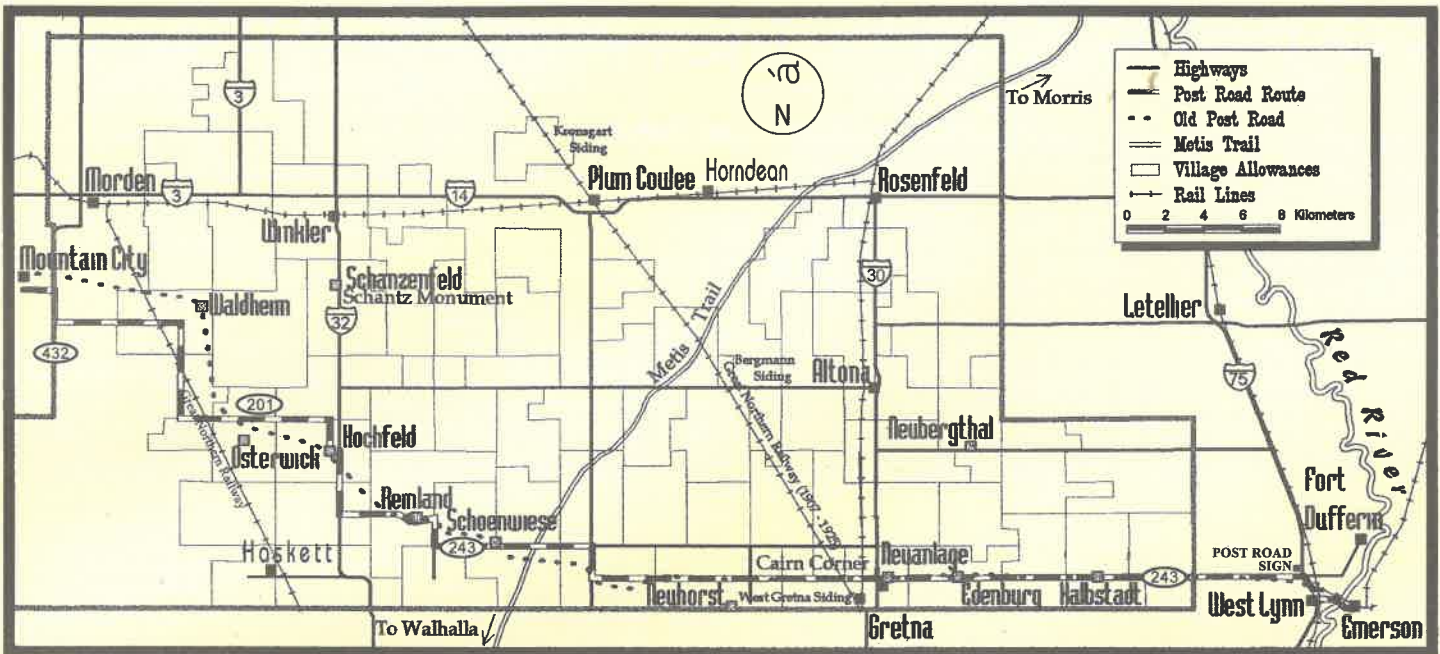 Highways
Post Road Route
Old Post Road
Metis Trail
Village Allowances
Rail Lines
0 2 4 6 8 Kilometers
N
3
To Morris
Kronsgart
Siding
Morden
3
14
Plum Coulee
Horndean
Rosenfeld
Winkler
Mountain City
Schanzenfeld
Schantz Monument
Waldheim
32
30
Letellier
Red River
432
Metis Trail
Bergmann
Siding
Altona
75
Great Northern Railway
201
Great Northern Railway (1907 - 1925)
Hochfeld
Osterwick
Neubergthal
Fort
Dufferin
Reinland
Schoenwiese
243
Haskett
Cairn Corner
Neuanlage
POST ROAD
SIGN
243
Neuhorst
West Gretna Siding
Edenburg
Halbstadt
West Lynn
Emerson
To Walhalla
Gretna